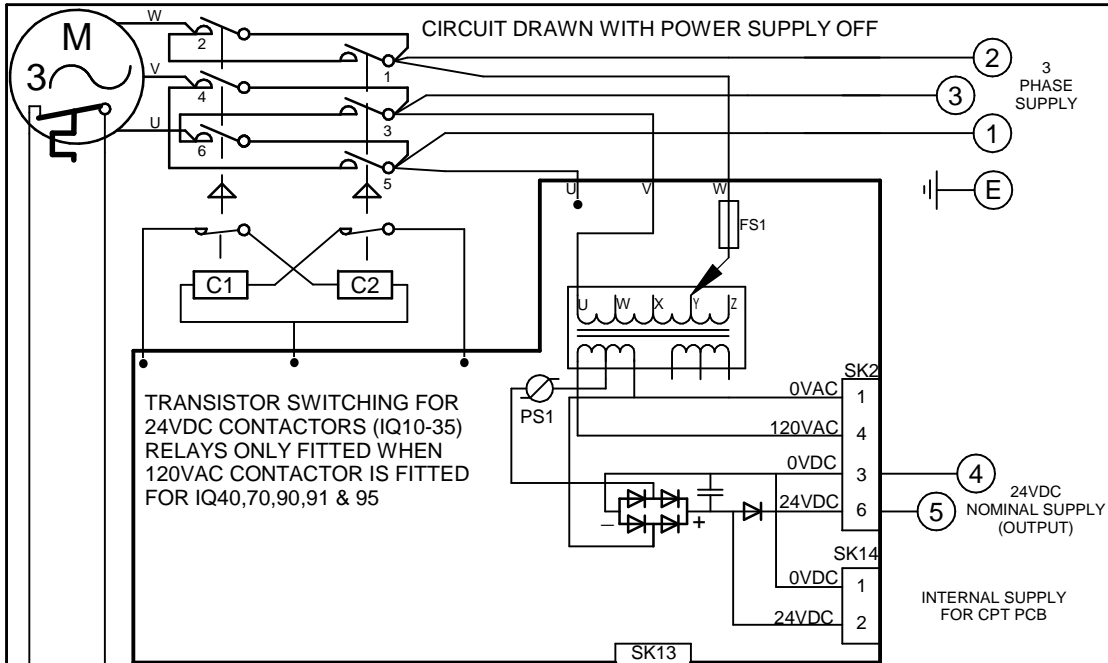 CIRCUIT DRAWN WITH POWER SUPPLY OFF
W
M
3
V
U
2
4
6
1
3
5
2
3
1
E
3
PHASE
SUPPLY
U
V
W
FS1
C1
C2
U W X Y Z
PS1
TRANSISTOR SWITCHING FOR
24VDC CONTACTORS (IQ10-35)
RELAYS ONLY FITTED WHEN
120VAC CONTACTOR IS FITTED
FOR IQ40,70,90,91 & 95
SK2
0VAC 1
120VAC 4
0VDC 3
24VDC 6
4
5
24VDC
NOMINAL SUPPLY
(OUTPUT)
– +
SK14
0VDC 1
24VDC 2
INTERNAL SUPPLY
FOR CPT PCB
SK13